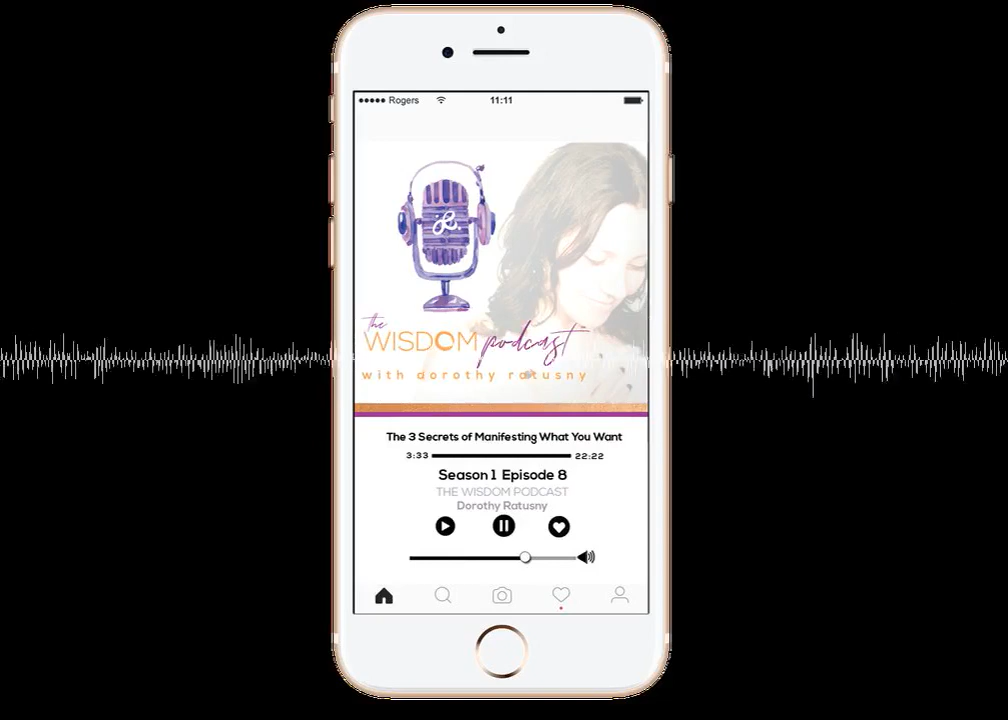 Rogers 11:11
JR.
the
WISDOM podcast
with dorothy ratusny
The 3 Secrets of Manifesting What You Want
3:33 22:22
Season 1 Episode 8
THE WISDOM PODCAST
Dorothy Ratusny